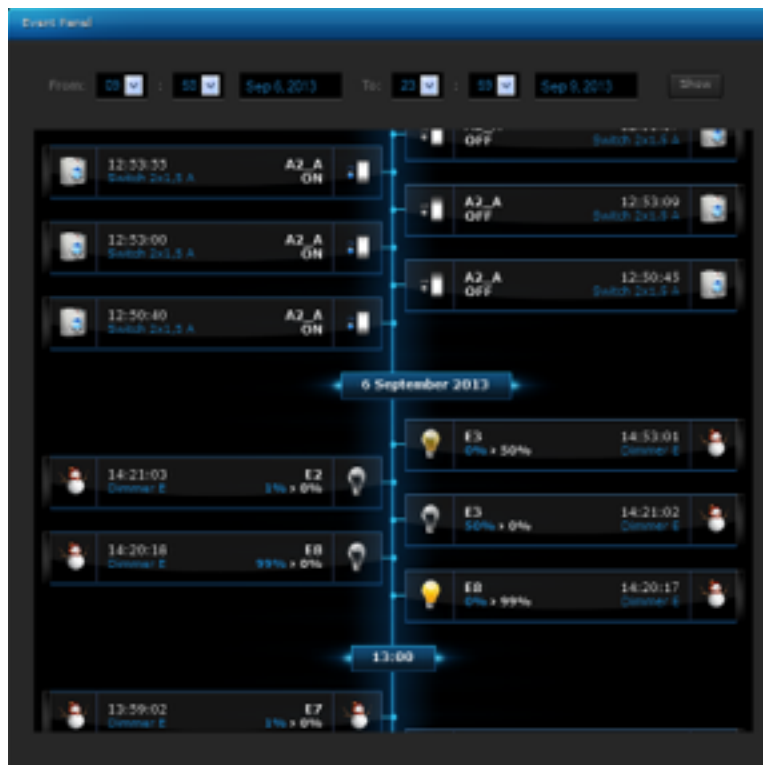 Event Panel
From: : 50 Sep 6, 2013 To: 23 : 59 Sep 9, 2013 Show
OFF Switch 2x1.5 A
12:53:55 A2_A
Switch 2x1.5 A ON
A2_A 12:53:09
OFF Switch 2x1.5 A
12:53:00 A2_A
Switch 2x1.5 A ON
A2_A 12:50:45
OFF Switch 2x1.5 A
12:50:40 A2_A
Switch 2x1.5 A ON
6 September 2013
E3 14:53:01
0% > 50% Dimmer E
14:21:03 E2
Dimmer E 1% > 0%
E3 14:21:02
50% > 0% Dimmer E
14:20:18 E8
Dimmer E 99% > 0%
E8 14:20:17
0% > 99% Dimmer E
13:00
13:59:02 E7
Dimmer E 1% > 0%